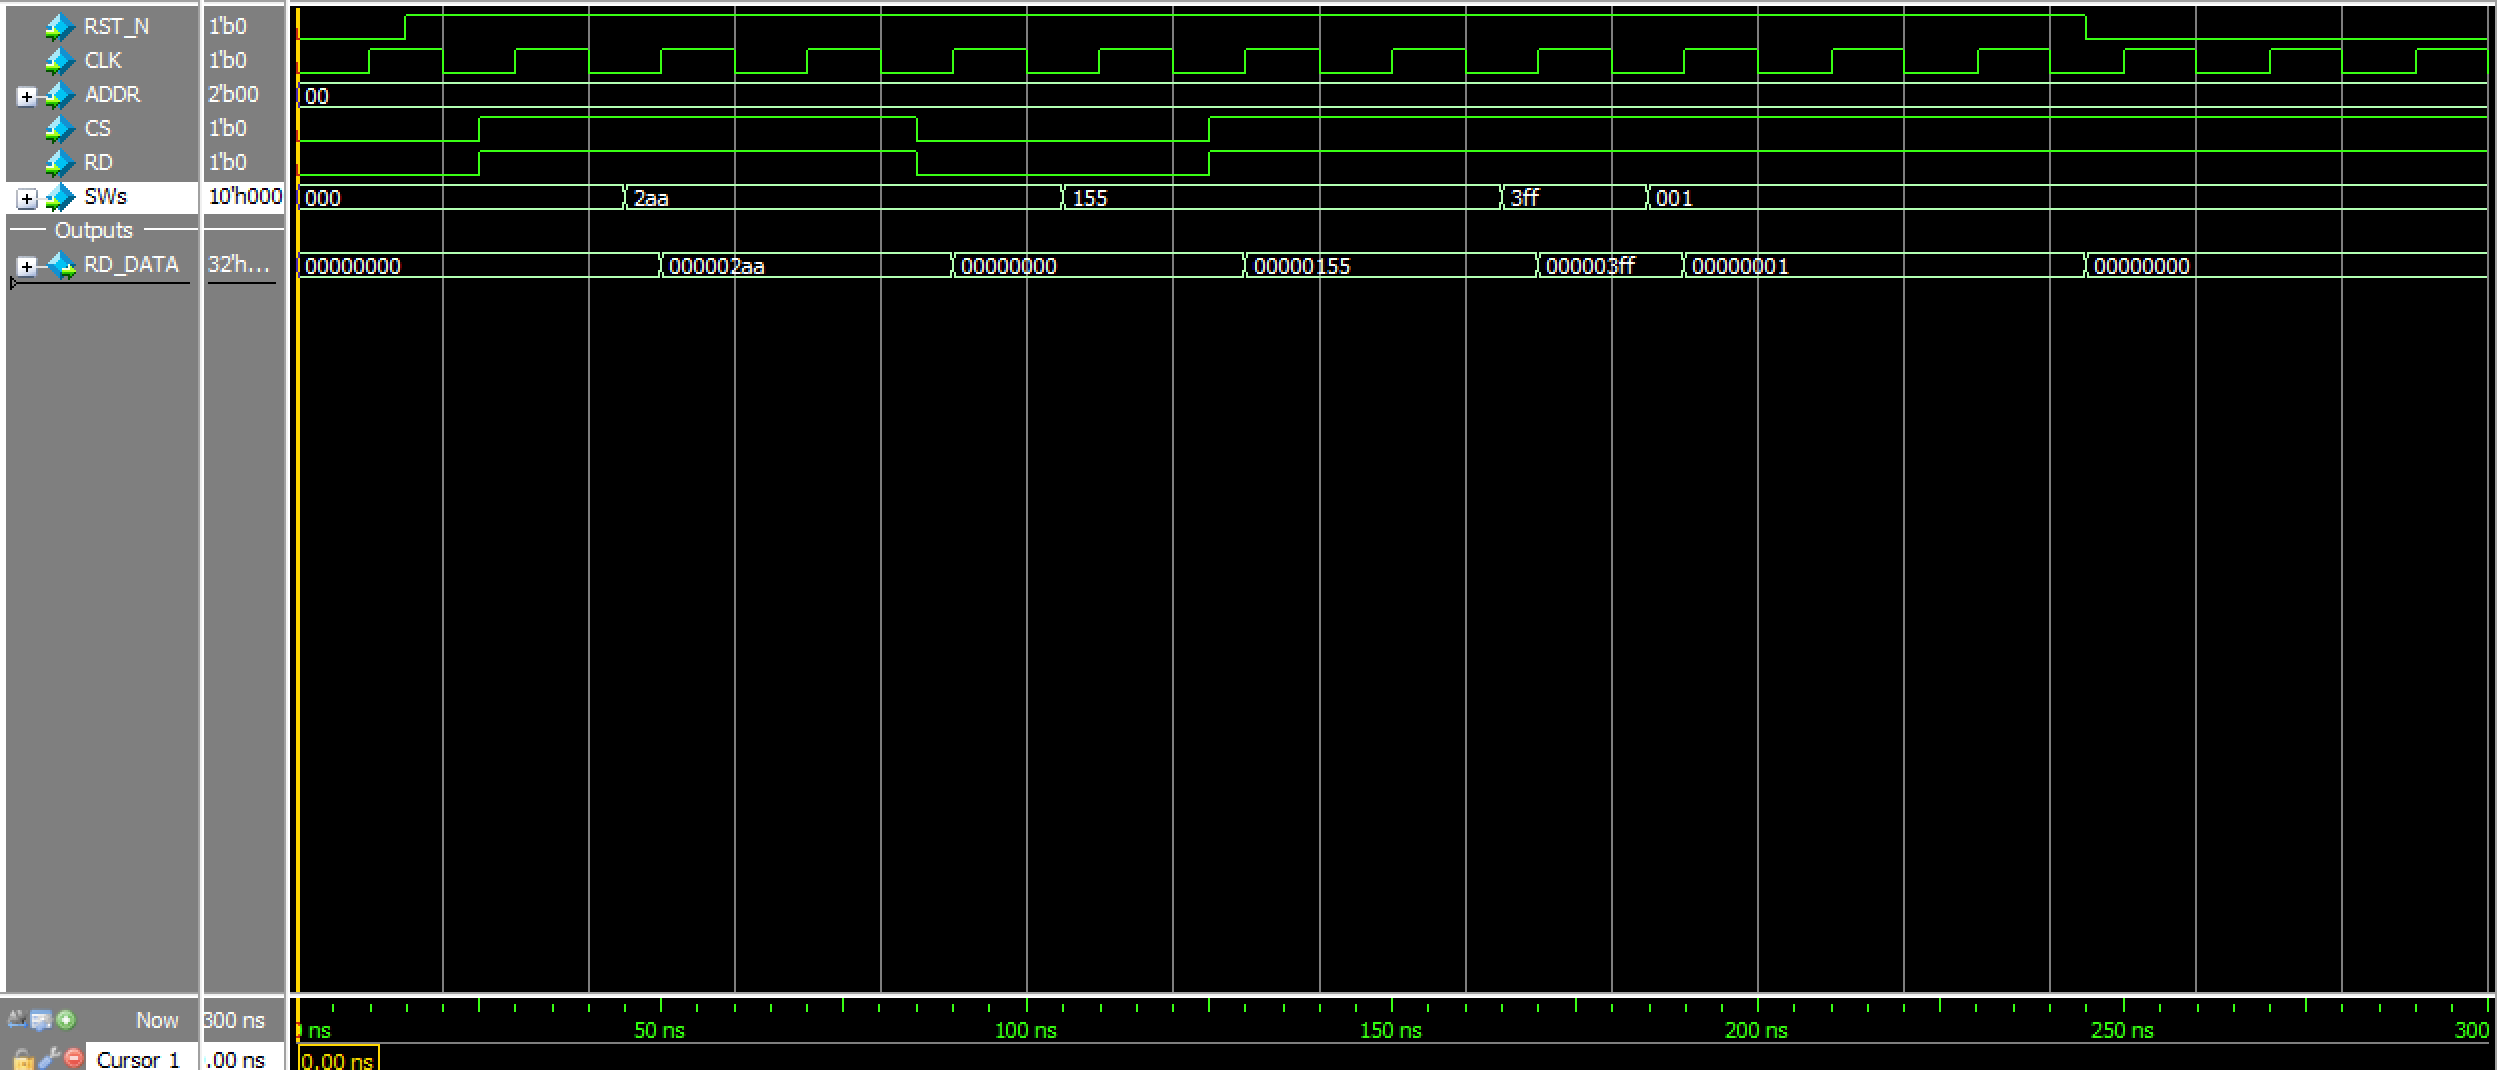 RST_N 1'b0
CLK 1'b0
ADDR 2'b00 00
CS 1'b0
RD 1'b0
SWs 10'h000 000 2aa 155 3ff 001
Outputs
RD_DATA 32'h... 00000000 000002aa 00000000 00000155 000003ff 00000001 00000000
Now 300 ns ns 50 ns 100 ns 150 ns 200 ns 250 ns 300
Cursor 1 .00 ns 0.00 ns